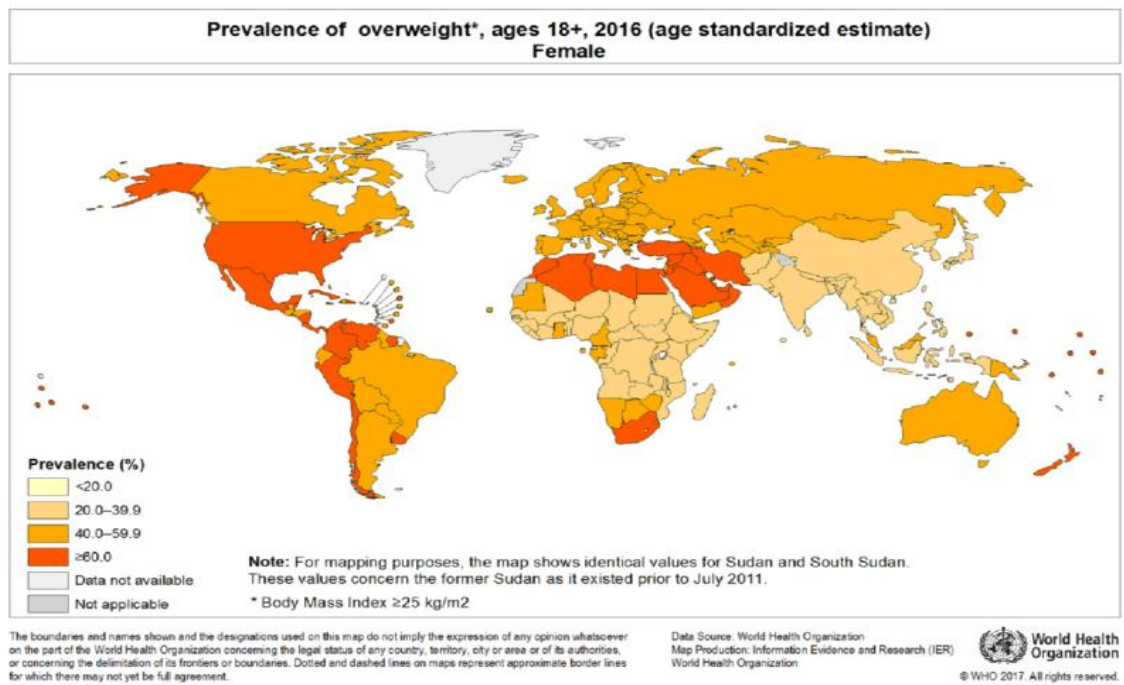 Prevalence of overweight*, ages 18+, 2016 (age standardized estimate)
Female
Prevalence (%)
<20.0
20.0–39.9
40.0–59.9
≥60.0
Data not available
Not applicable
Note: For mapping purposes, the map shows identical values for Sudan and South Sudan.
These values concern the former Sudan as it existed prior to July 2011.
* Body Mass Index ≥25 kg/m2
The boundaries and names shown and the designations used on this map do not imply the expression of any opinion whatsoever
on the part of the World Health Organization concerning the legal status of any country, territory, city or area or of its authorities,
or concerning the delimitation of its frontiers or boundaries. Dotted and dashed lines on maps represent approximate border lines
for which there may not yet be full agreement.
Data Source: World Health Organization
Map Production: Information Evidence and Research (IER)
World Health Organization
World Health
Organization
© WHO 2017. All rights reserved.